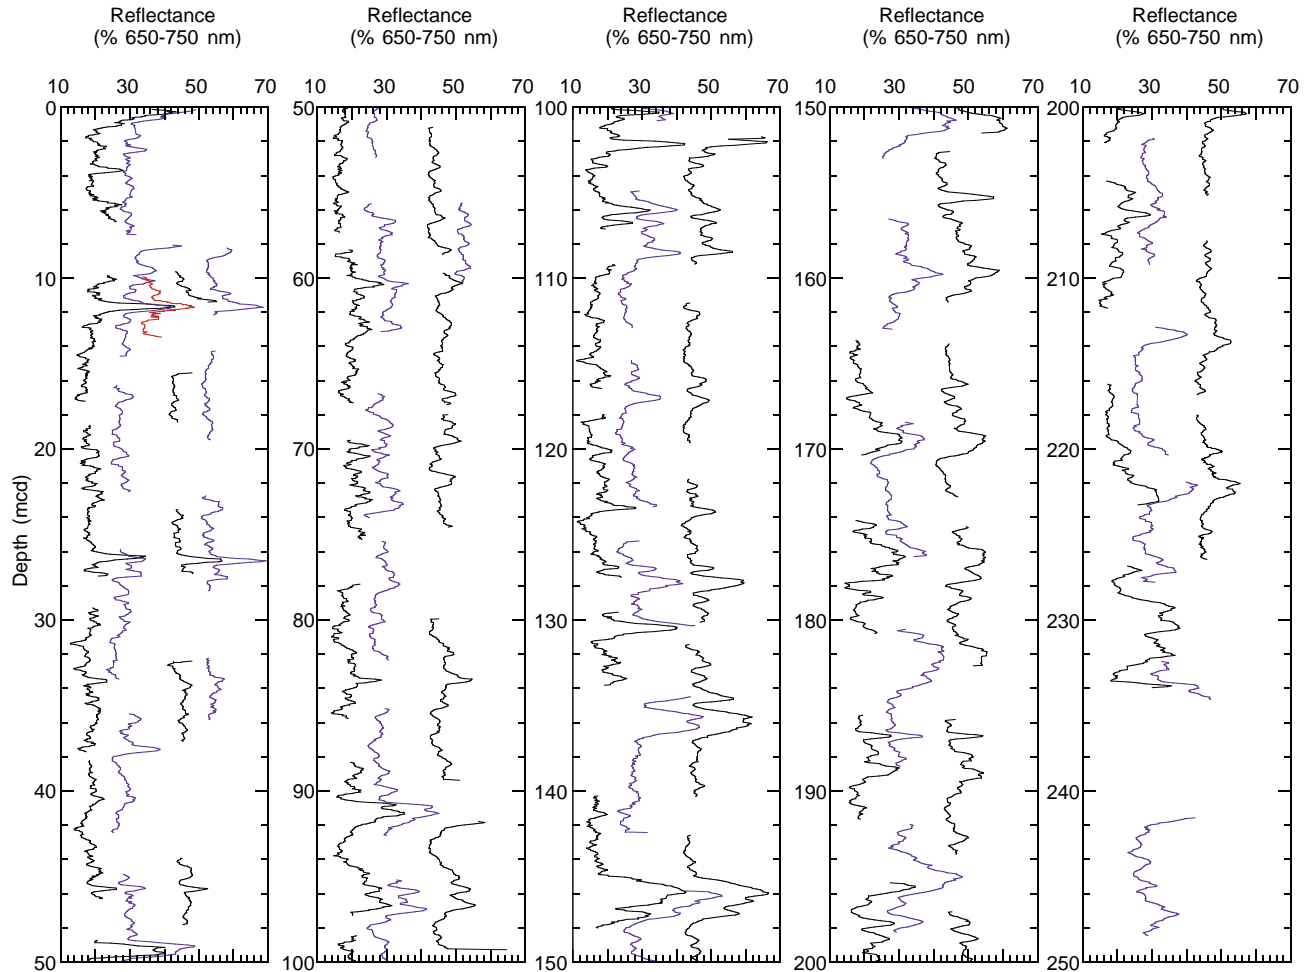 Reflectance Reflectance Reflectance Reflectance Reflectance
(% 650-750 nm) (% 650-750 nm) (% 650-750 nm) (% 650-750 nm) (% 650-750 nm)
10 30 50 70 10 30 50 70 10 30 50 70 10 30 50 70 10 30 50 70
0 50 100 150 200
10 60 110 160 210
20 70 120 170 220
Depth (mcd)
30 80 130 180 230
40 90 140 190 240
50 100 150 200 250